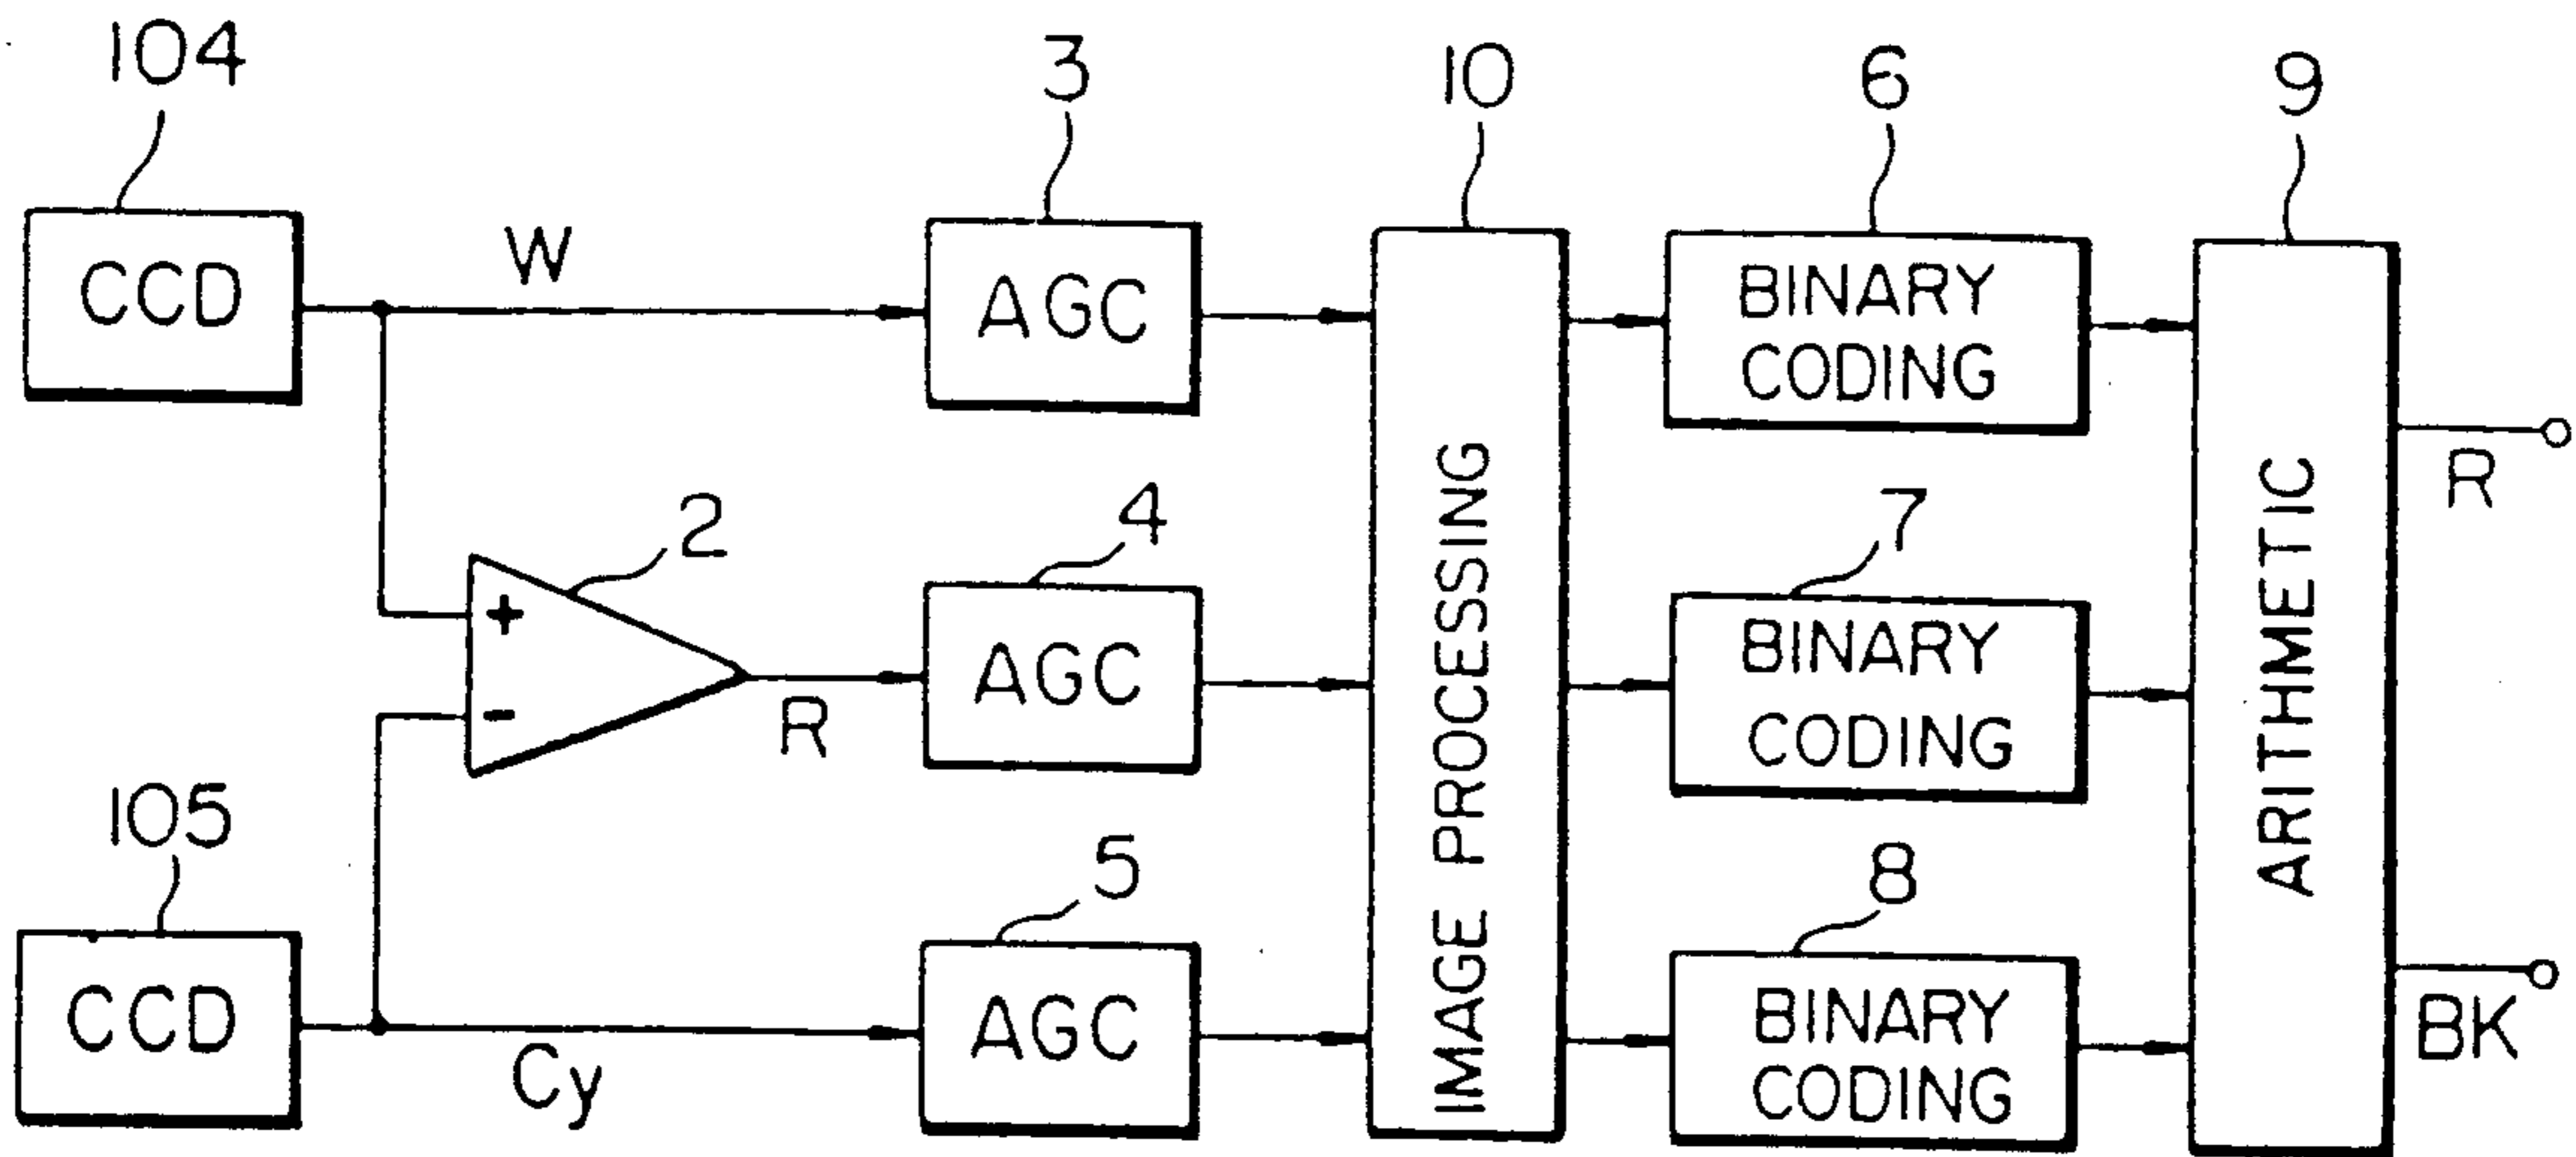 104
3
10
6
9
CCD
W
AGC
BINARY
CODING
R
2
+
-
R
4
AGC
IMAGE PROCESSING
7
BINARY
CODING
ARITHMETIC
105
5
8
CCD
Cy
AGC
BINARY
CODING
BK